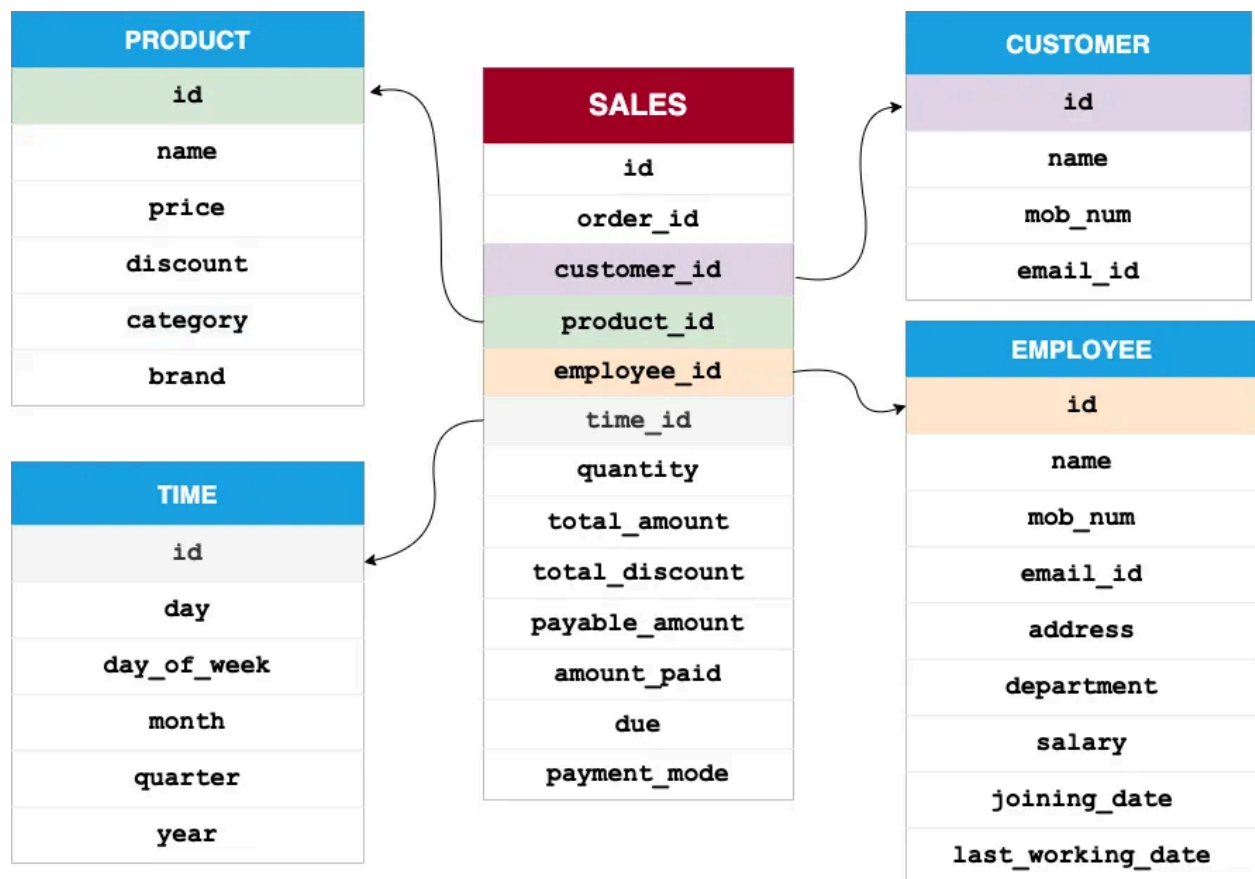 PRODUCT
id
name
price
discount
category
brand
TIME
id
day
day_of_week
month
quarter
year
SALES
id
order_id
customer_id
product_id
employee_id
time_id
quantity
total_amount
total_discount
payable_amount
amount_paid
due
payment_mode
CUSTOMER
id
name
mob_num
email_id
EMPLOYEE
id
name
mob_num
email_id
address
department
salary
joining_date
last_working_date